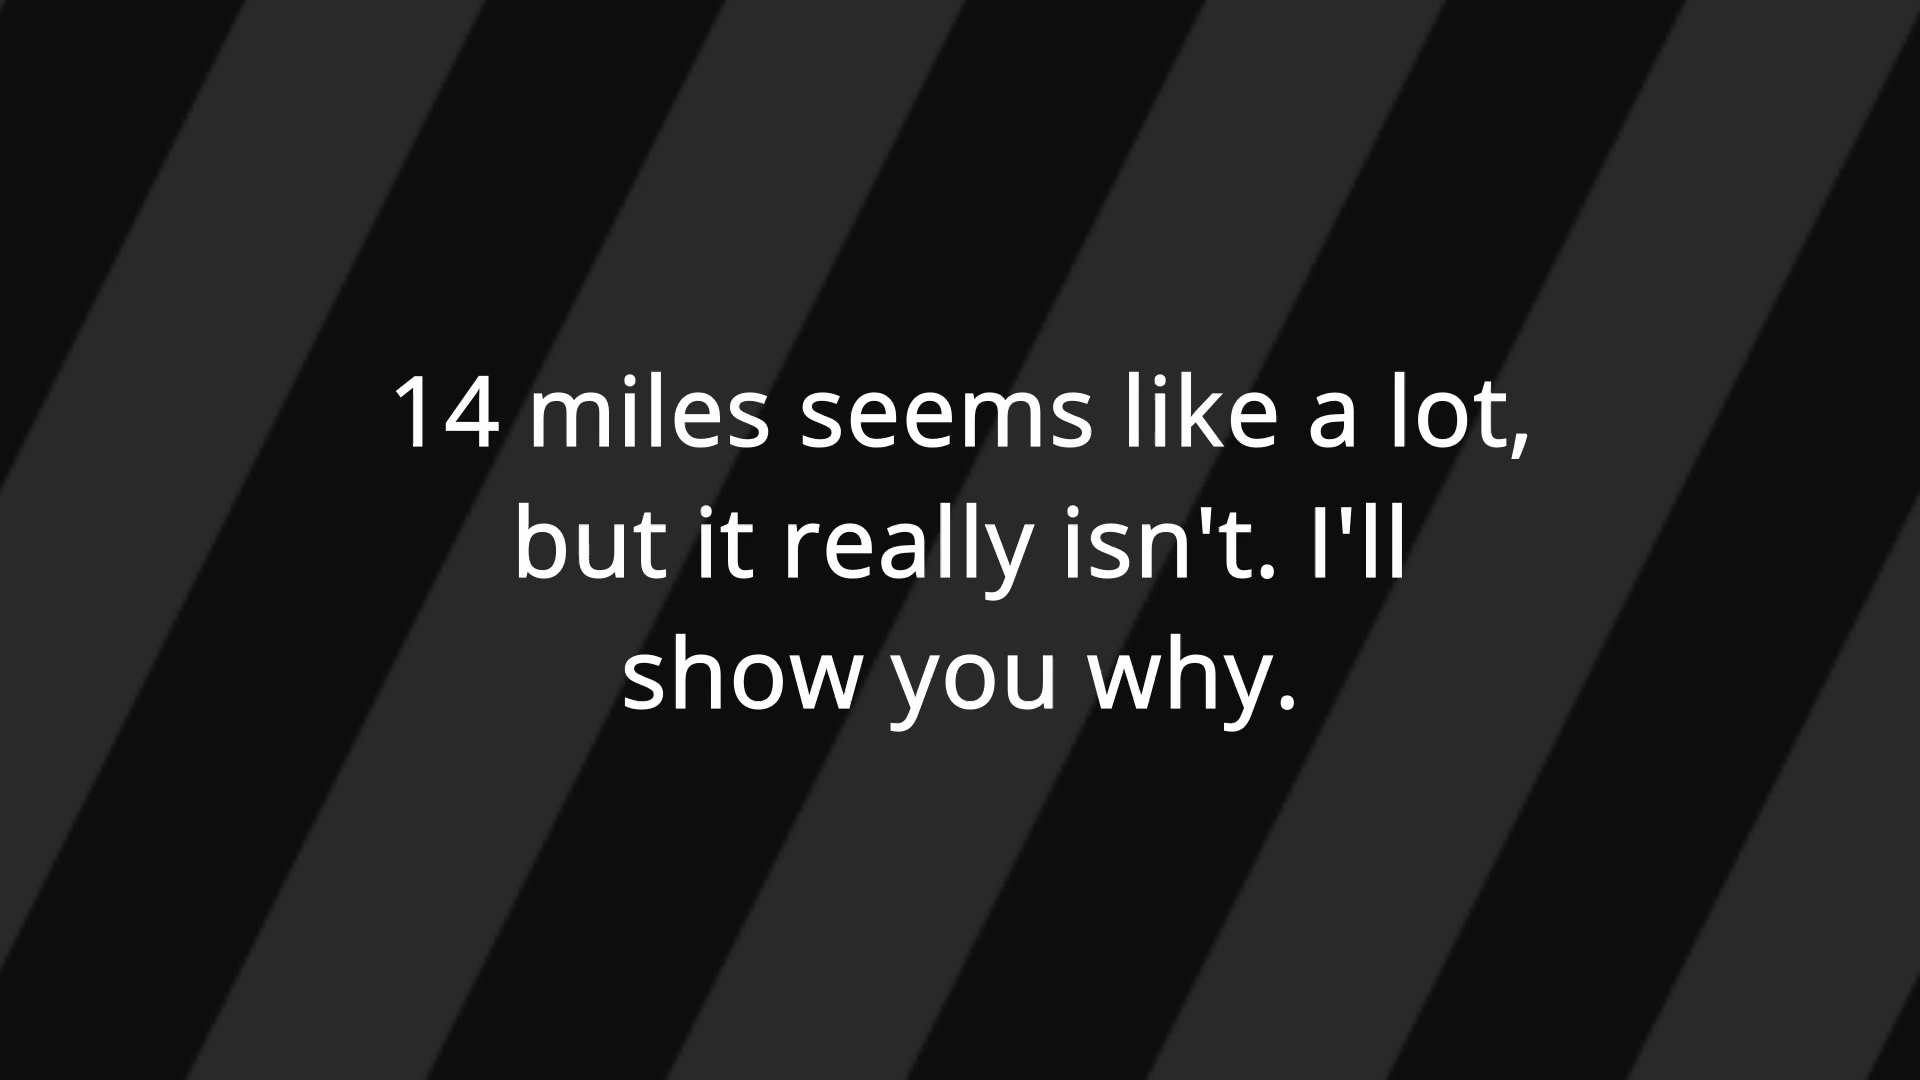 14 miles seems like a lot,
but it really isn't. I'll
show you why.